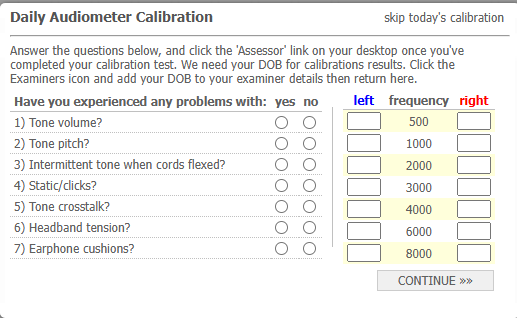 Daily Audiometer Calibration
skip today's calibration
Answer the questions below, and click the 'Assessor' link on your desktop once you've
completed your calibration test. We need your DOB for calibrations results. Click the
Examiners icon and add your DOB to your examiner details then return here.
Have you experienced any problems with: yes no
1) Tone volume?
2) Tone pitch?
3) Intermittent tone when cords flexed?
4) Static/clicks?
5) Tone crosstalk?
6) Headband tension?
7) Earphone cushions?
left frequency right
500
1000
2000
3000
4000
6000
8000
CONTINUE »»